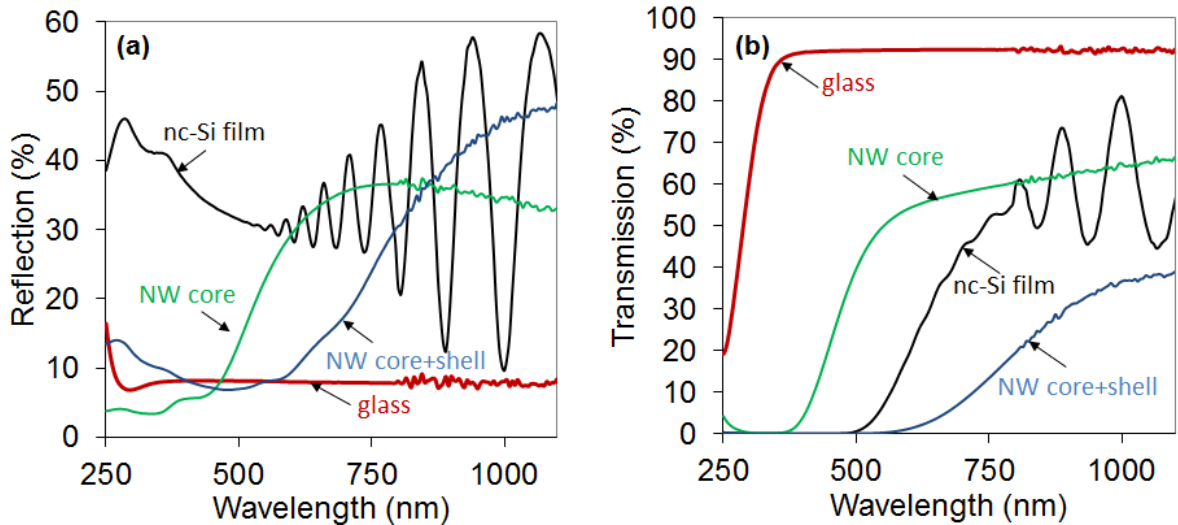 (a)
Reflection (%)
60
50
40
30
20
10
0
nc-Si film
NW core
NW core+shell
glass
250
500
750
1000
Wavelength (nm)
(b)
Transmission (%)
100
90
80
70
60
50
40
30
20
10
0
glass
NW core
nc-Si film
NW core+shell
250
500
750
1000
Wavelength (nm)